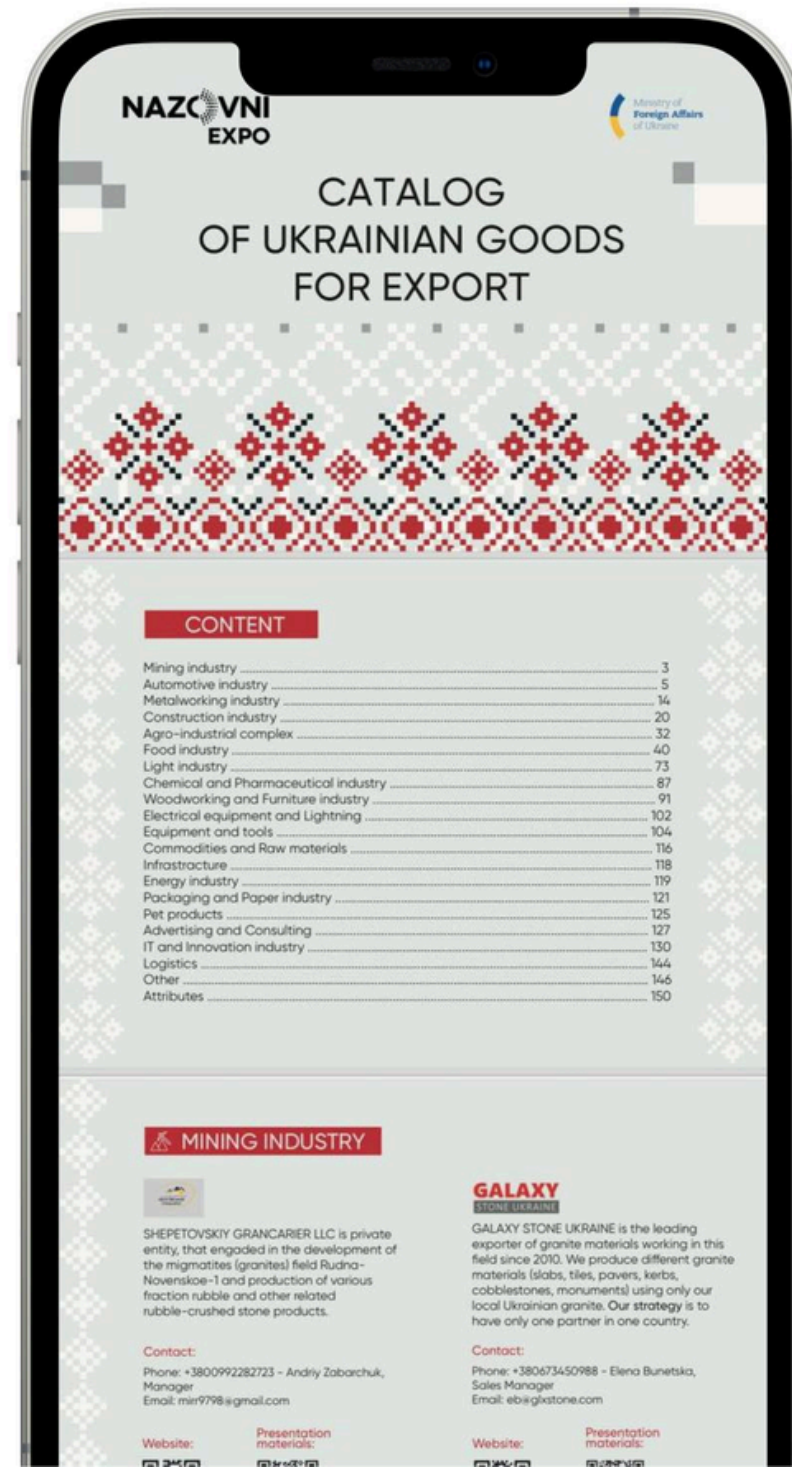 NAZOVNI
EXPO
Ministry of
Foreign Affairs
of Ukraine
CATALOG
OF UKRAINIAN GOODS
FOR EXPORT
CONTENT
Mining industry 3
Automotive industry 5
Metalworking industry 14
Construction industry 20
Agro-industrial complex 32
Food industry 40
Light industry 73
Chemical and Pharmaceutical industry 87
Woodworking and Furniture industry 91
Electrical equipment and Lightning 102
Equipment and tools 104
Commodities and Raw materials 116
Infrastracture 118
Energy industry 119
Packaging and Paper industry 121
Pet products 125
Advertising and Consulting 127
IT and Innovation industry 130
Logistics 144
Other 146
Attributes 150
MINING INDUSTRY
SHEPETOVSKIY GRANCARIER LLC is private
entity, that engaded in the development of
the migmatites (granites) field Rudna-
Novenskoe-1 and production of various
fraction rubble and other related
rubble-crushed stone products.
Contact:
Phone: +3800992282723 - Andriy Zabarchuk,
Manager
Email: mirr9798@gmail.com
Website:
Presentation
materials:
GALAXY
STONE UKRAINE
GALAXY STONE UKRAINE is the leading
exporter of granite materials working in this
field since 2010. We produce different granite
materials (slabs, tiles, pavers, kerbs,
cobblestones, monuments) using only our
local Ukrainian granite. Our strategy is to
have only one partner in one country.
Contact:
Phone: +380673450988 - Elena Bunetska,
Sales Manager
Email: eb@glxstone.com
Website:
Presentation
materials: